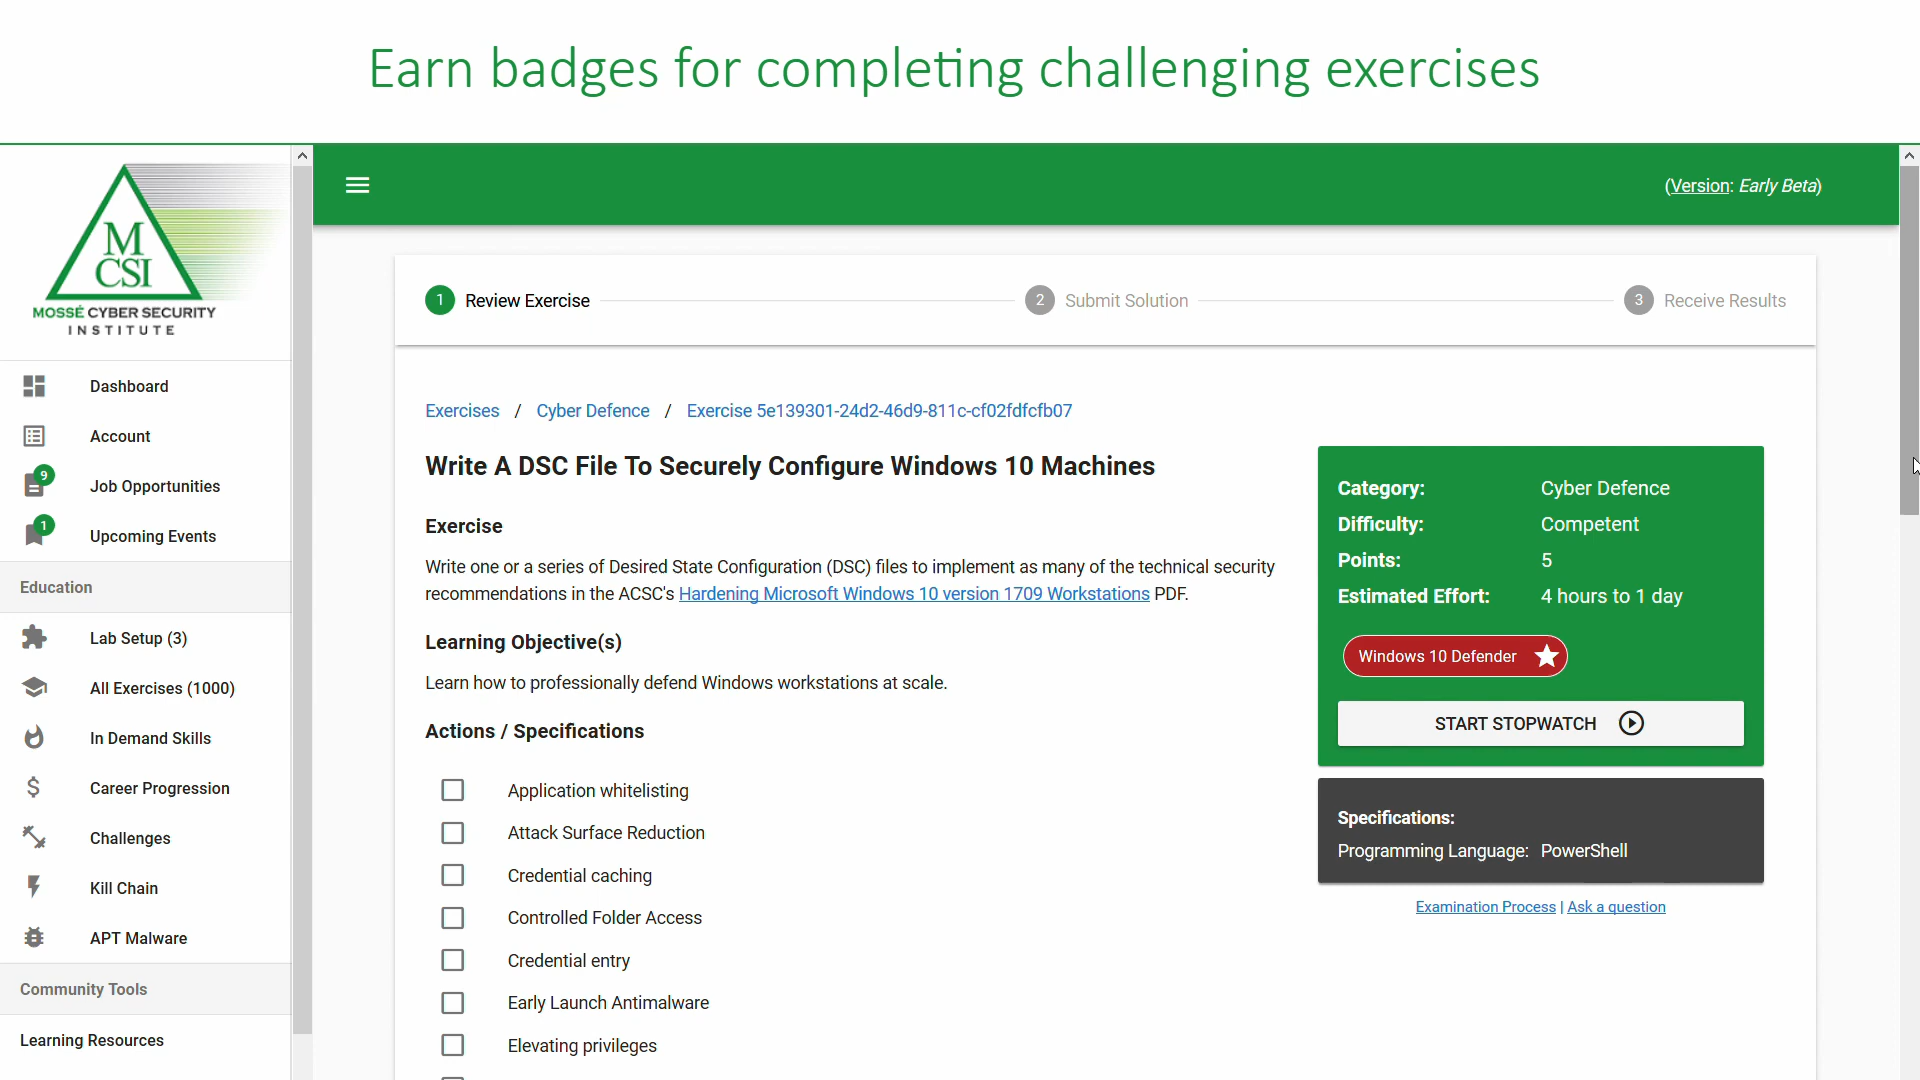 Earn badges for completing challenging exercises
M
CSI
MOSSÉ CYBER SECURITY
INSTITUTE
(Version: Early Beta)
1 Review Exercise
2 Submit Solution
3 Receive Results
Dashboard
Account
9
Job Opportunities
1
Upcoming Events
Education
Lab Setup (3)
All Exercises (1000)
In Demand Skills
Career Progression
Challenges
Kill Chain
APT Malware
Community Tools
Learning Resources
Exercises / Cyber Defence / Exercise 5e139301-24d2-46d9-811c-cf02fdfcfb07
Write A DSC File To Securely Configure Windows 10 Machines
Exercise
Write one or a series of Desired State Configuration (DSC) files to implement as many of the technical security
recommendations in the ACSC's Hardening Microsoft Windows 10 version 1709 Workstations PDF.
Learning Objective(s)
Learn how to professionally defend Windows workstations at scale.
Actions / Specifications
Application whitelisting
Attack Surface Reduction
Credential caching
Controlled Folder Access
Credential entry
Early Launch Antimalware
Elevating privileges
Category: Cyber Defence
Difficulty: Competent
Points: 5
Estimated Effort: 4 hours to 1 day
Windows 10 Defender
START STOPWATCH
Specifications:
Programming Language: PowerShell
Examination Process | Ask a question